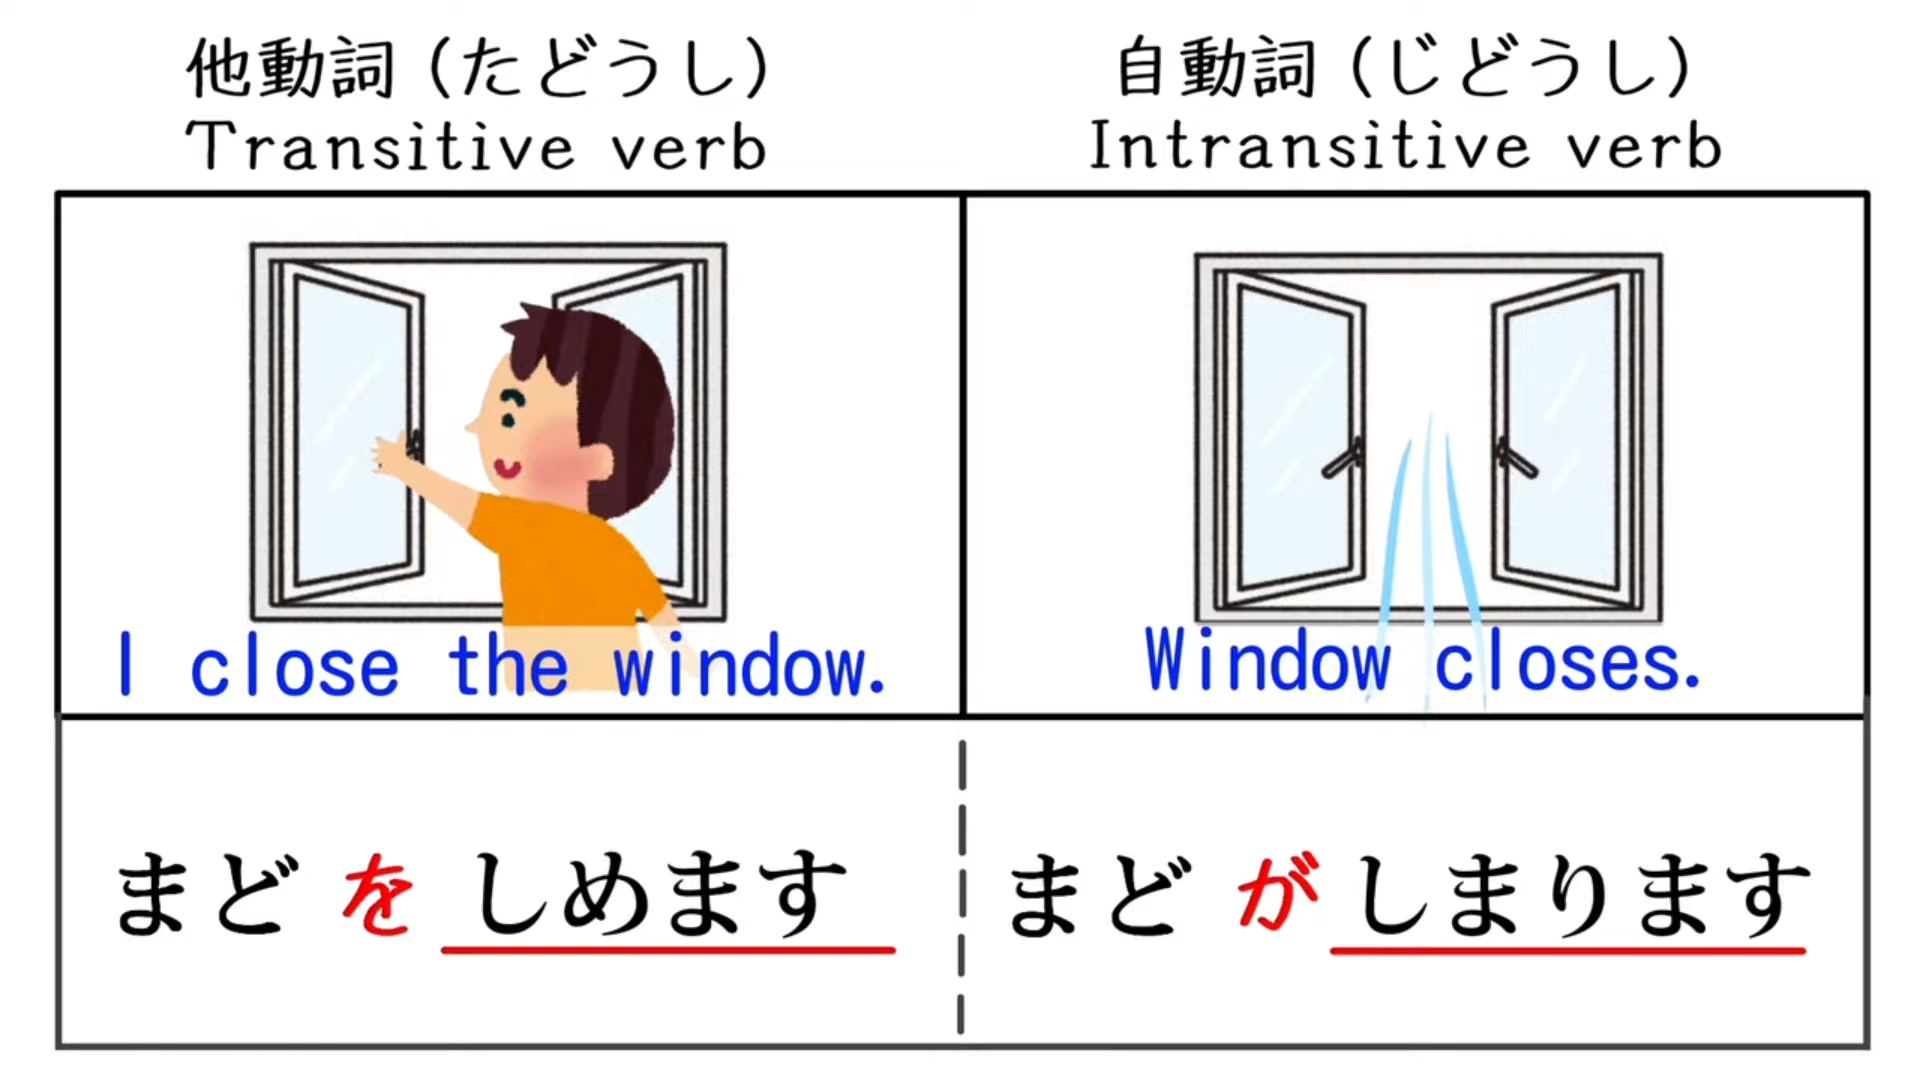 他動詞(たどうし)
Transitive verb
自動詞(じどうし)
Intransitive verb
I close the window.
Window closes.
まど を しめます
まど が しまります